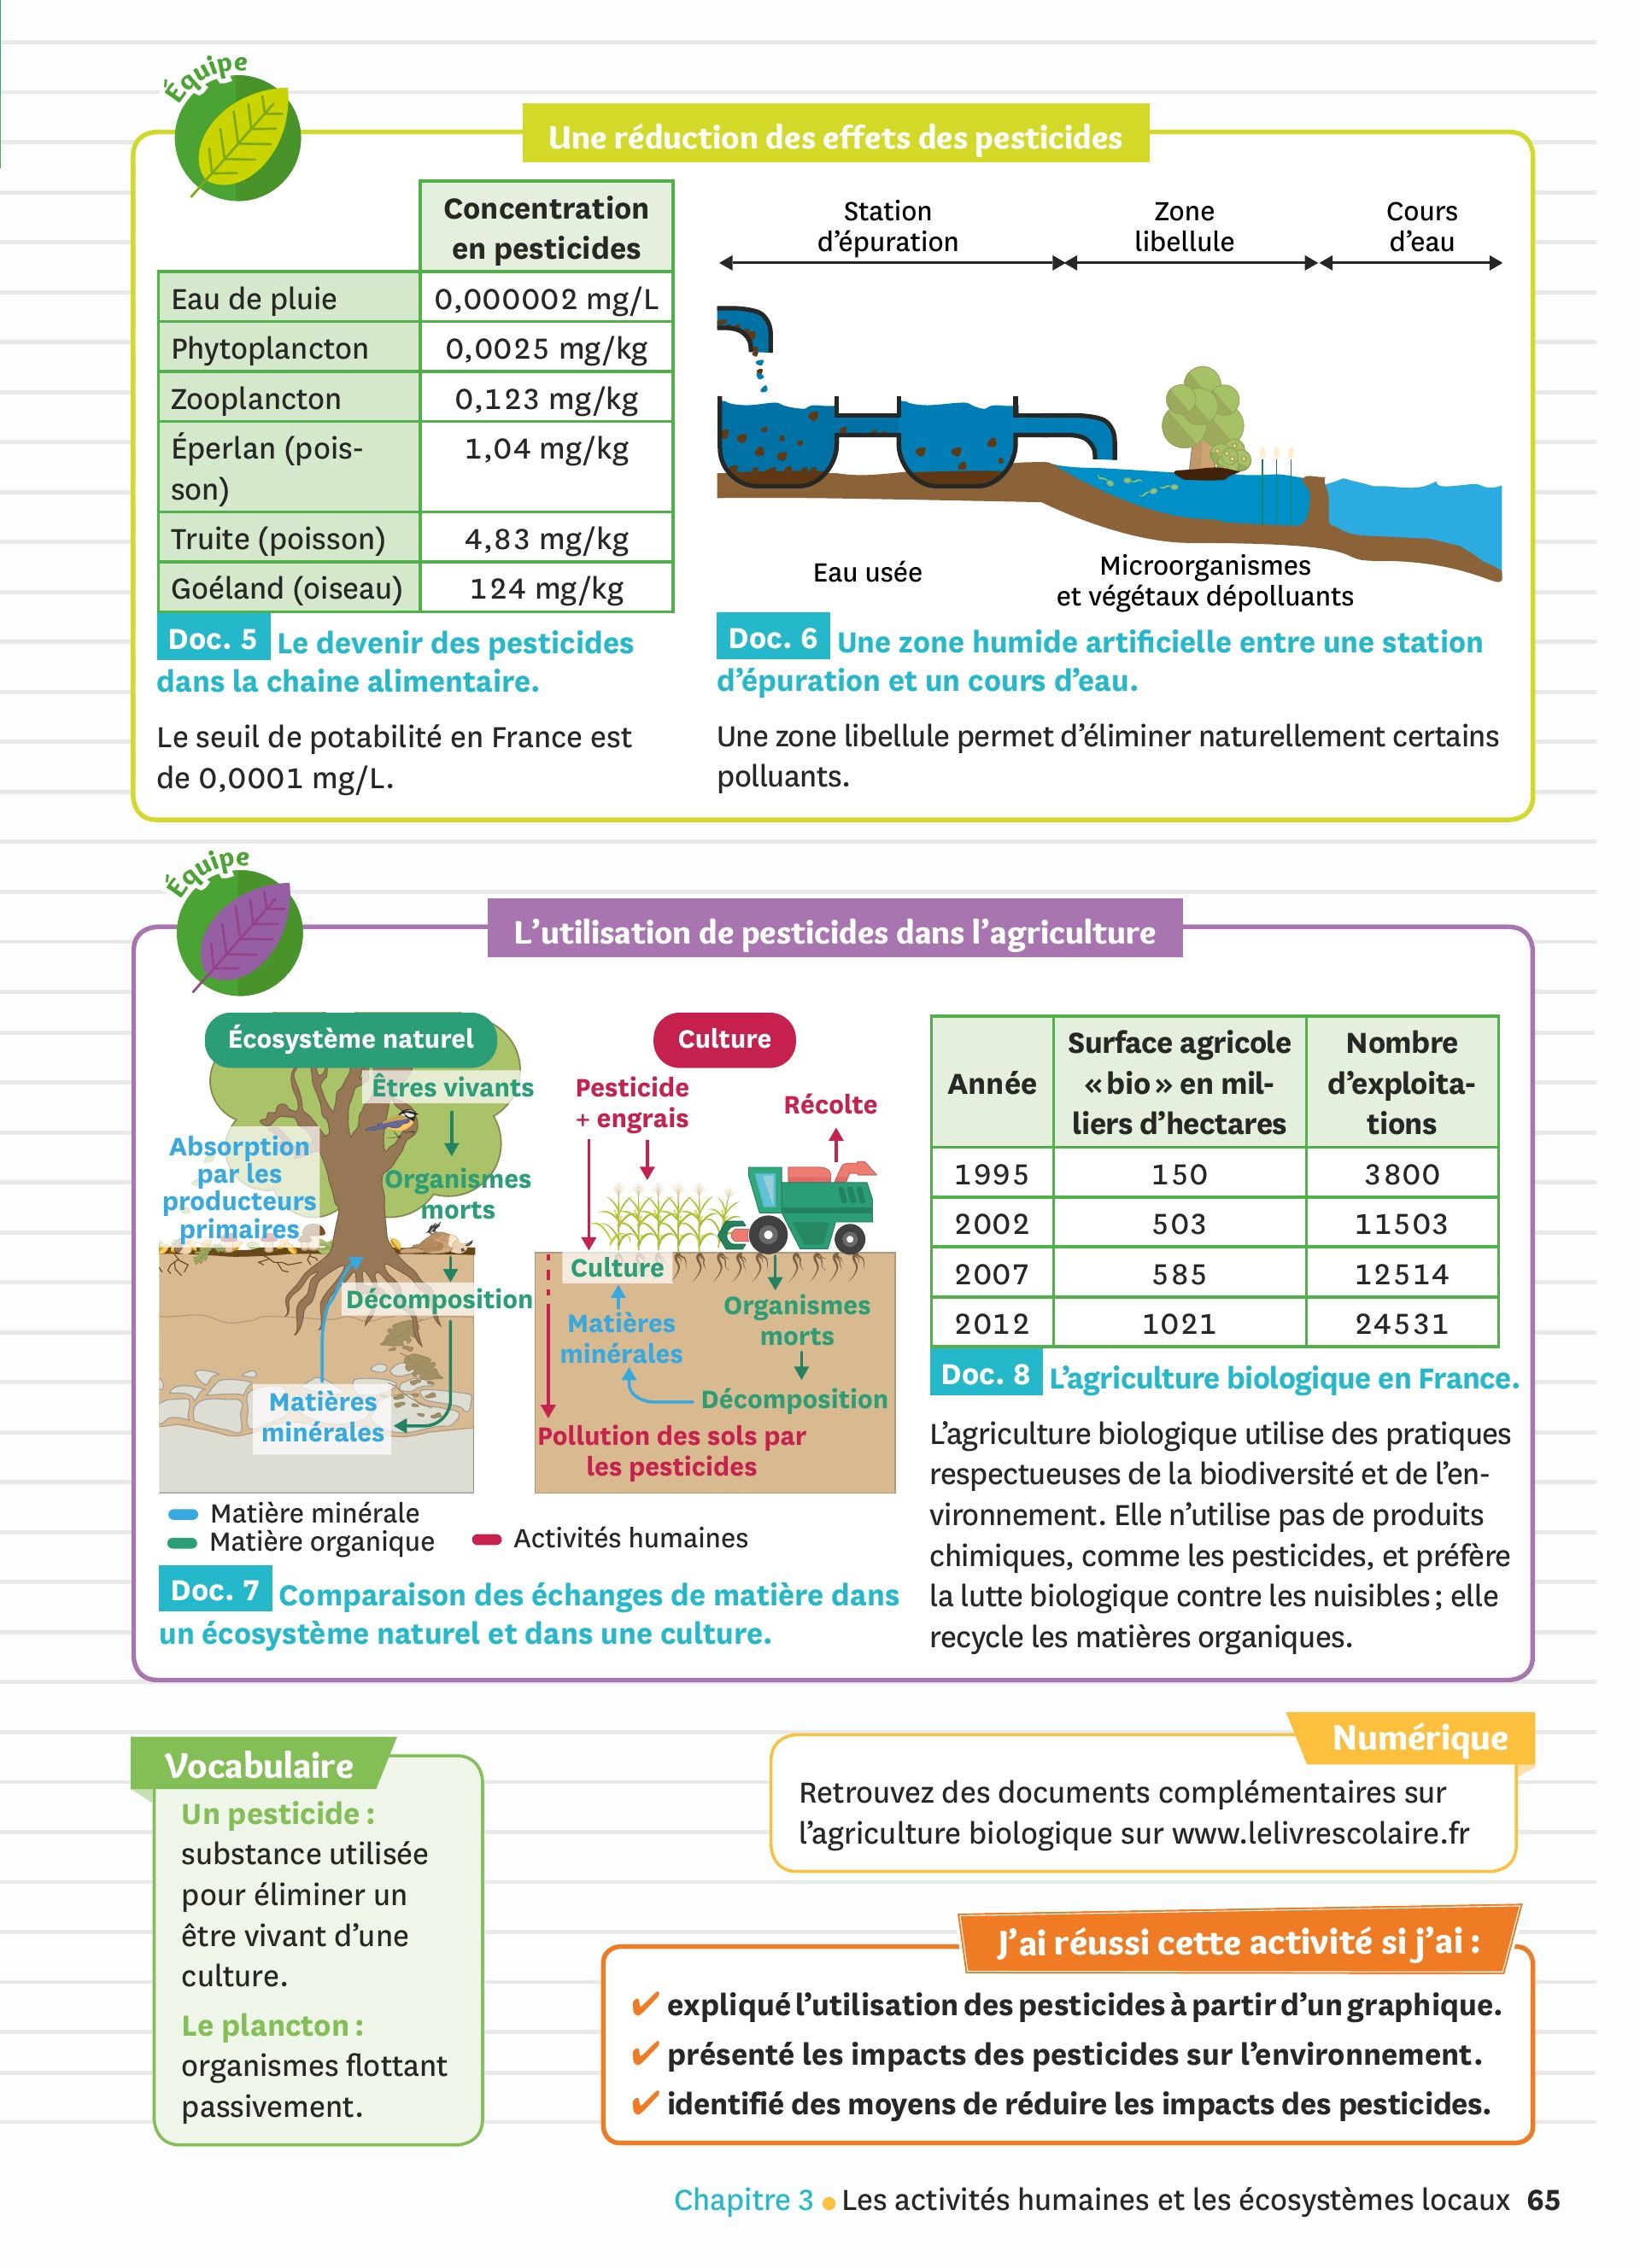 Équipe
Une réduction des effets des pesticides
Concentration
en pesticides
Eau de pluie 0,000002 mg/L
Phytoplancton 0,0025 mg/kg
Zooplancton 0,123 mg/kg
Éperlan (pois- 1,04 mg/kg
son)
Truite (poisson) 4,83 mg/kg
Goéland (oiseau) 124 mg/kg
Doc. 5 Le devenir des pesticides
dans la chaine alimentaire.
Le seuil de potabilité en France est
de 0,0001 mg/L.
Station
d'épuration
Zone
libellule
Cours
d'eau
Eau usée
Microorganismes
et végétaux dépolluants
Doc. 6 Une zone humide artificielle entre une station
d'épuration et un cours d'eau.
Une zone libellule permet d'éliminer naturellement certains
polluants.
Équipe
L'utilisation de pesticides dans l'agriculture
Écosystème naturel
Êtres vivants
Absorption
par les
producteurs
primaires
Organismes
morts
Décomposition
Matières
minérales
Culture
Pesticide
+ engrais
Récolte
Culture
Matières
minérales
Organismes
morts
Décomposition
Pollution des sols par
les pesticides
Matière minérale
Matière organique
Activités humaines
Doc. 7 Comparaison des échanges de matière dans
un écosystème naturel et dans une culture.
Année
Surface agricole
« bio » en mil-
liers d'hectares
Nombre
d'exploita-
tions
1995 150 3800
2002 503 11503
2007 585 12514
2012 1021 24531
Doc. 8 L'agriculture biologique en France.
L'agriculture biologique utilise des pratiques
respectueuses de la biodiversité et de l'en-
vironnement. Elle n'utilise pas de produits
chimiques, comme les pesticides, et préfère
la lutte biologique contre les nuisibles ; elle
recycle les matières organiques.
Vocabulaire
Un pesticide :
substance utilisée
pour éliminer un
être vivant d'une
culture.
Le plancton :
organismes flottant
passivement.
Numérique
Retrouvez des documents complémentaires sur
l'agriculture biologique sur www.lelivrescolaire.fr
J'ai réussi cette activité si j'ai :
✔ expliqué l'utilisation des pesticides à partir d'un graphique.
✔ présenté les impacts des pesticides sur l'environnement.
✔ identifié des moyens de réduire les impacts des pesticides.
Chapitre 3 • Les activités humaines et les écosystèmes locaux 65